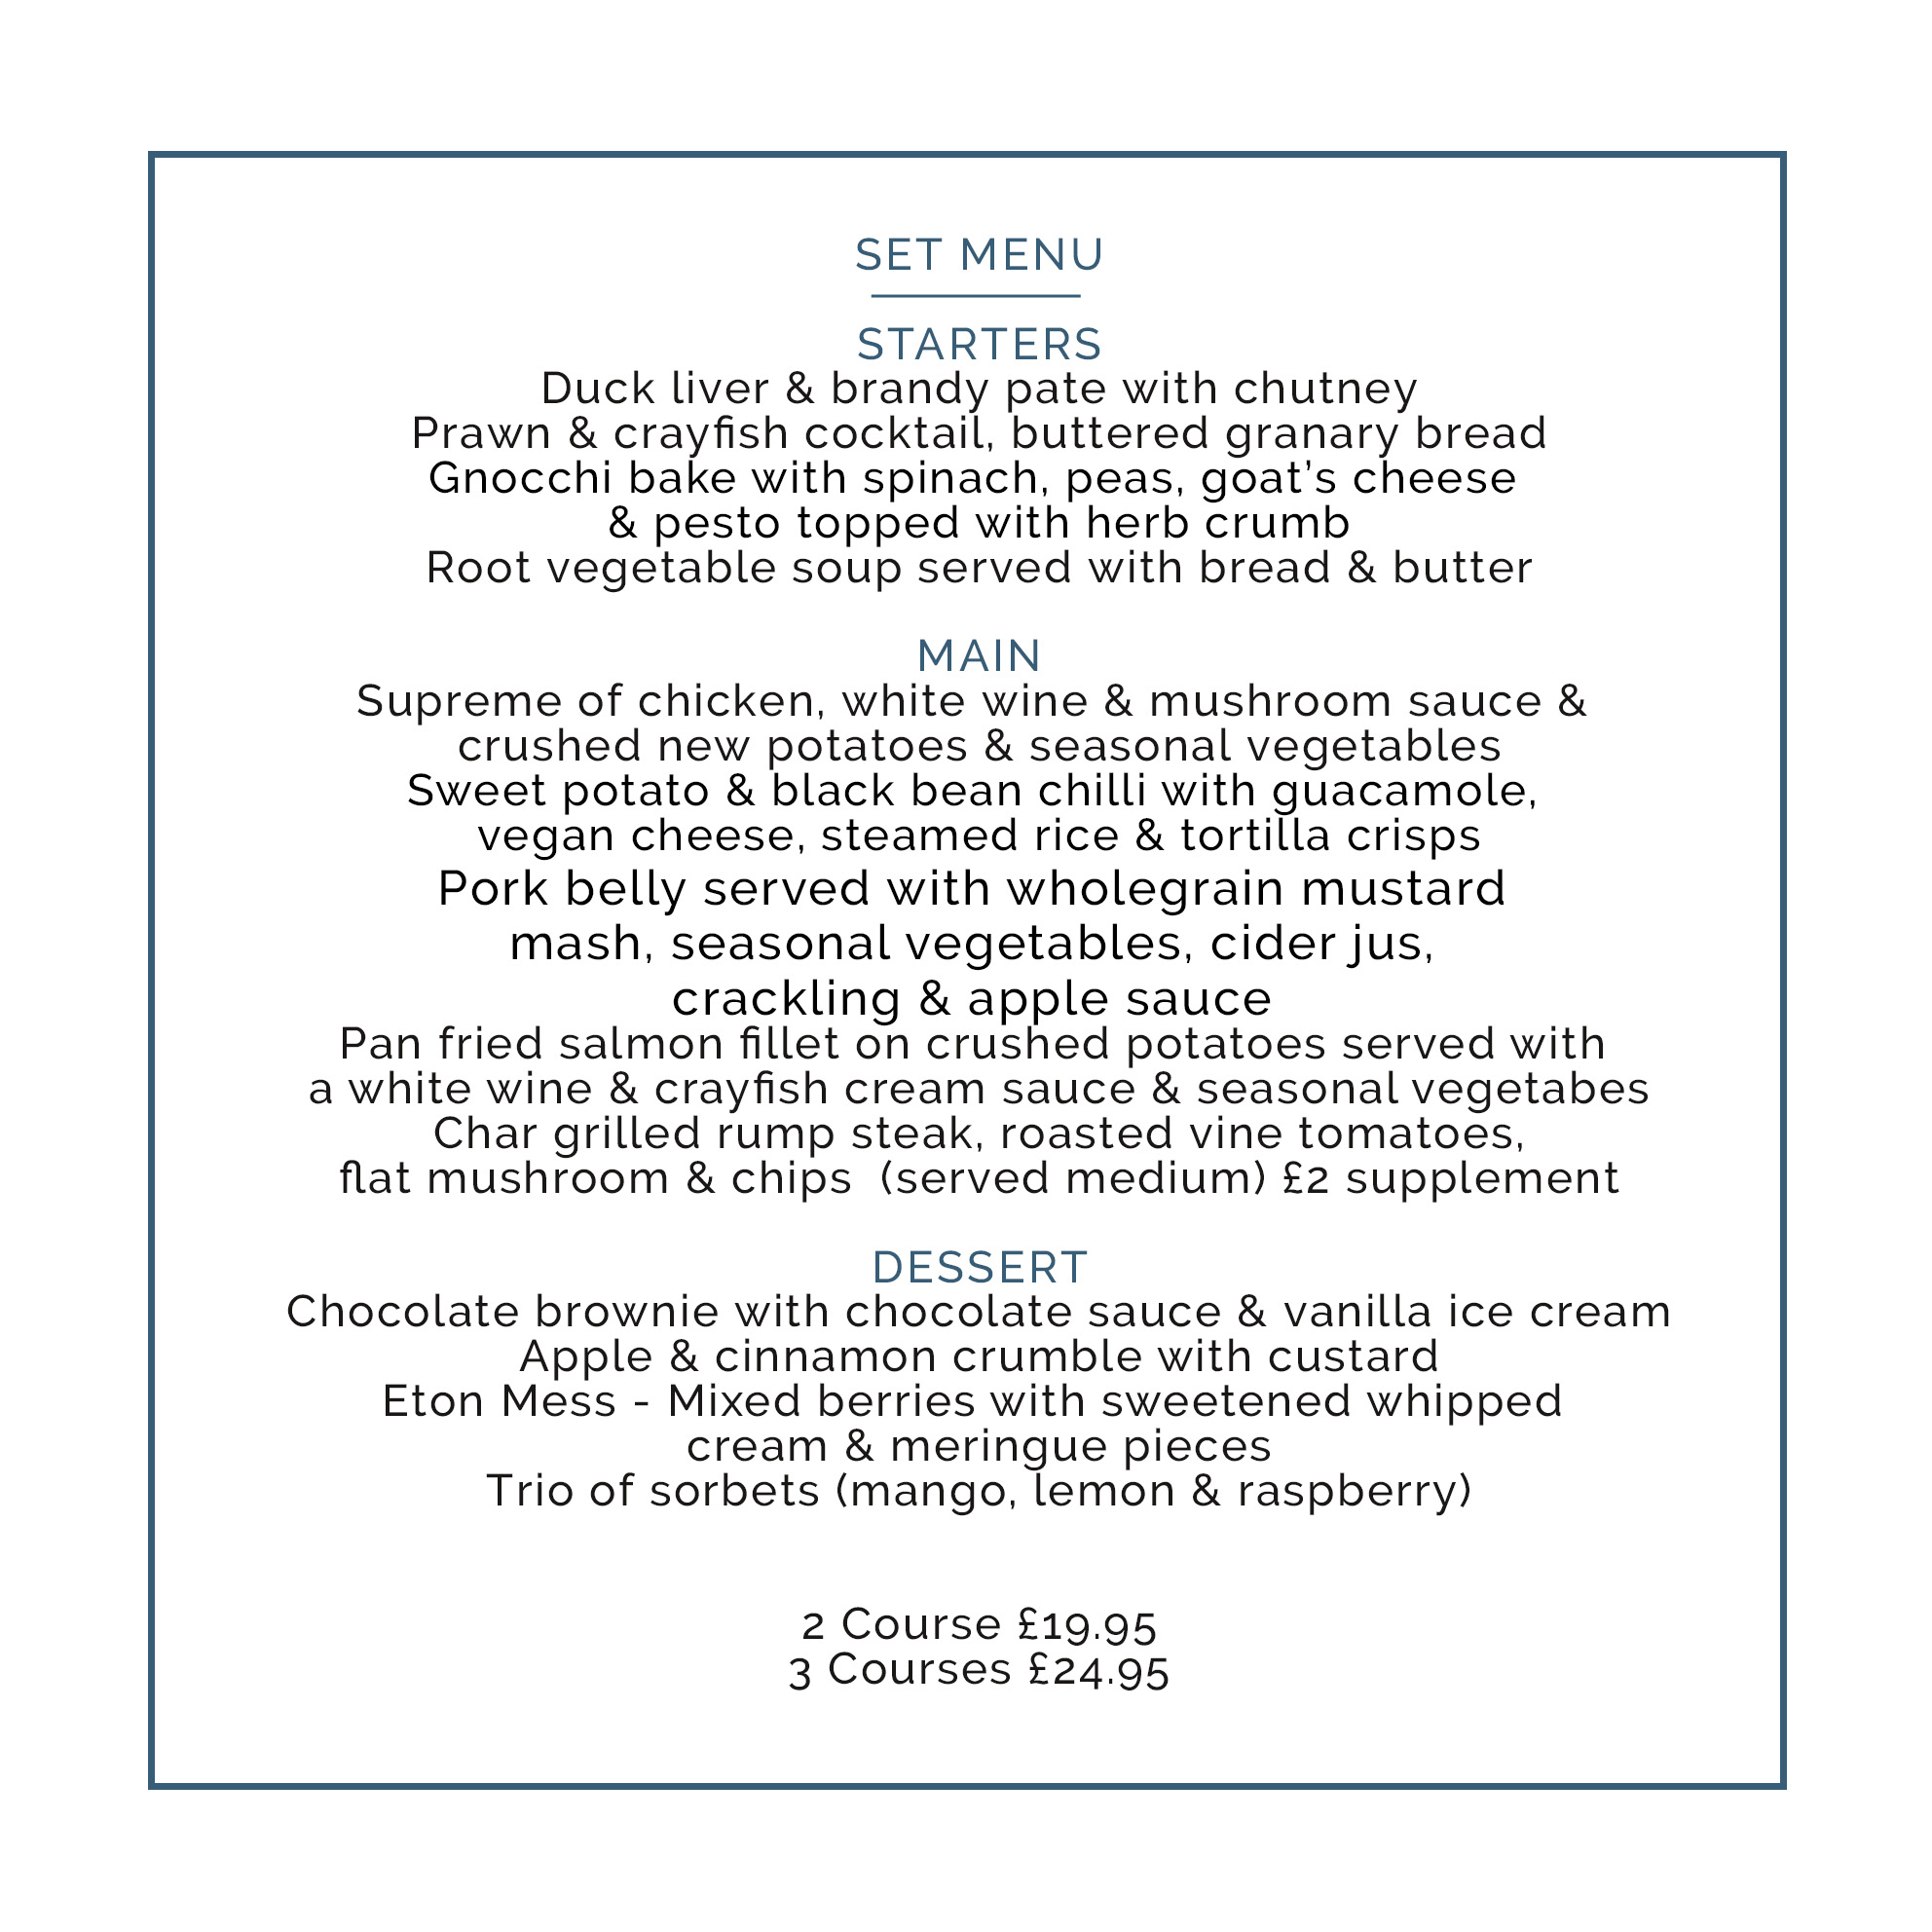 SET MENU
STARTERS
Duck liver & brandy pate with chutney
Prawn & crayfish cocktail, buttered granary bread
Gnocchi bake with spinach, peas, goat’s cheese
& pesto topped with herb crumb
Root vegetable soup served with bread & butter
MAIN
Supreme of chicken, white wine & mushroom sauce &
crushed new potatoes & seasonal vegetables
Sweet potato & black bean chilli with guacamole,
vegan cheese, steamed rice & tortilla crisps
Pork belly served with wholegrain mustard
mash, seasonal vegetables, cider jus,
crackling & apple sauce
Pan fried salmon fillet on crushed potatoes served with
a white wine & crayfish cream sauce & seasonal vegetabes
Char grilled rump steak, roasted vine tomatoes,
flat mushroom & chips  (served medium) £2 supplement
DESSERT
Chocolate brownie with chocolate sauce & vanilla ice cream
Apple & cinnamon crumble with custard
Eton Mess - Mixed berries with sweetened whipped
cream & meringue pieces
Trio of sorbets (mango, lemon & raspberry)
2 Course £19.95
3 Courses £24.95